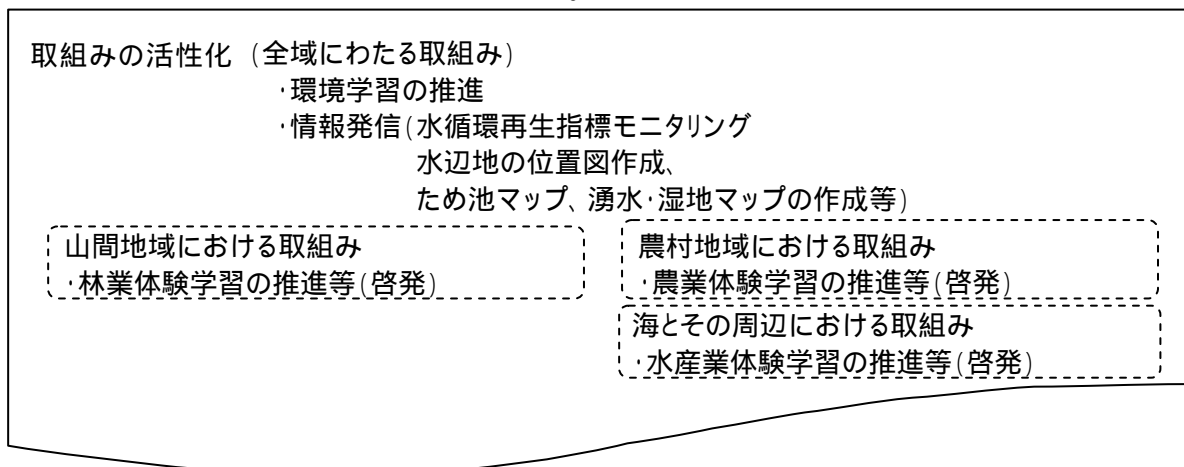 取組みの活性化 (全域にわたる取組み)
・環境学習の推進
・情報発信(水循環再生指標モニタリング
水辺地の位置図作成、
ため池マップ、湧水・湿地マップの作成等)
山間地域における取組み
・林業体験学習の推進等(啓発)
農村地域における取組み
・農業体験学習の推進等(啓発)
海とその周辺における取組み
・水産業体験学習の推進等(啓発)